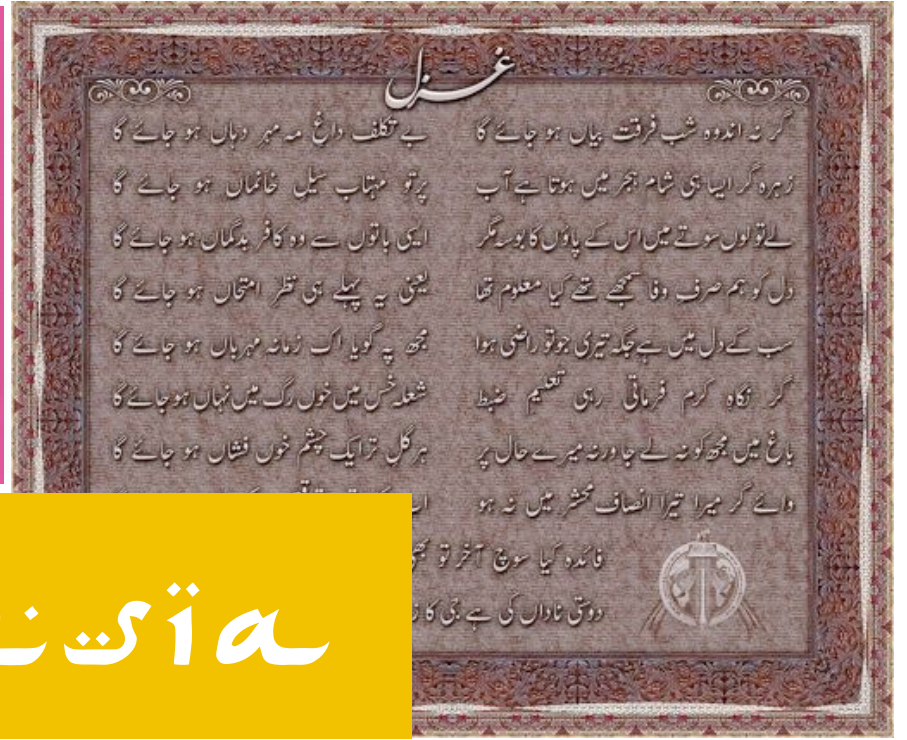 غزل
گر نہ اندوہ شب فرقت بیاں ہو جائے گا بے تکلف داغ مہ مہر دہاں ہو جائے گا
زہرہ گر ایسا ہی شام ہجر میں ہوتا ہے آب پرتو مہتاب سیل خانماں ہو جائے گا
لے تو لوں سوتے میں اس کے پاؤں کا بوسہ مگر ایسی باتوں سے وہ کافر بدگماں ہو جائے گا
دل کو ہم صرف وفا سمجھے تھے کیا معلوم تھا یعنی یہ پہلے ہی نظر امتحاں ہو جائے گا
سب کے دل میں ہے جگہ تیری جو تو راضی ہوا مجھ پہ گویا اک زمانہ مہرباں ہو جائے گا
گر نگاہ کرم فرماتی رہی تعلیم ضبط شعلہ خس میں خوں رگ میں نہاں ہو جائے گا
باغ میں مجھ کو نہ لے جا ورنہ میرے حال پر ہر گل تر ایک چشم خوں فشاں ہو جائے گا
وائے گر میرا تیرا انصاف محشر میں نہ ہو
فائدہ کیا سوچ آخر تو بھی
دوستی ناداں کی ہے جی کا
sia